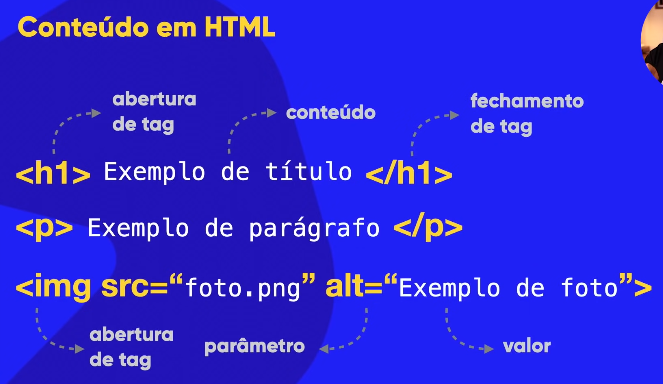 Conteúdo em HTML
abertura
de tag
conteúdo
fechamento
de tag
<h1> Exemplo de título </h1>
<p> Exemplo de parágrafo </p>
<img src=“foto.png” alt=“Exemplo de foto”>
abertura
de tag
parâmetro
valor